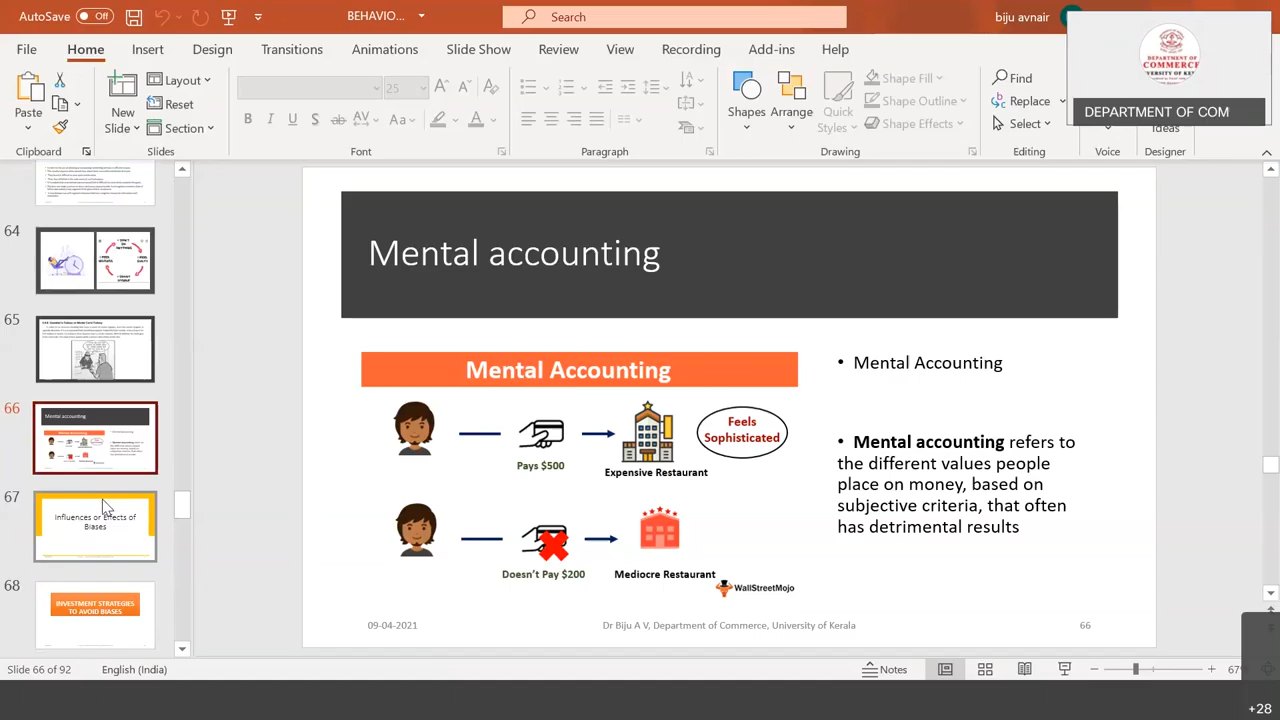 AutoSave Off BEHAVIO... Search biju avnair
File Home Insert Design Transitions Animations Slide Show Review View Recording Add-ins Help
DEPARTMENT OF
COMMERCE
DEPARTMENT OF COM
Paste New Slide Layout Reset Section
25
Shapes Arrange Quick Styles
Shape Fill
Shape Outline
Shape Effects
Find
Replace
Select
Ideas
Clipboard Slides Font Paragraph Drawing Editing Voice Designer
64
65
66
Mental accounting
67
Influences or Effects of
Biases
68
INVESTMENT STRATEGIES
TO AVOID BIASES
Mental accounting
Mental Accounting
Feels
Sophisticated
Pays $500
Expensive Restaurant
Doesn't Pay $200
Mediocre Restaurant
WallStreetMojo
• Mental Accounting
• Mental accounting refers to
the different values people
place on money, based on
subjective criteria, that often
has detrimental results
09-04-2021 Dr Biju A V, Department of Commerce, University of Kerala 66
Slide 66 of 92 English (India) Notes 67%
+28